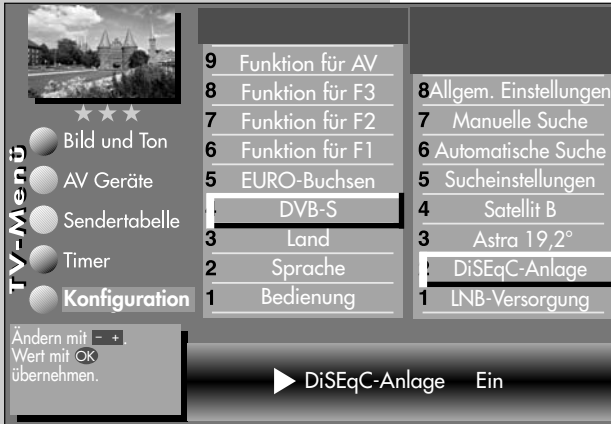 TV-Menü
Bild und Ton
AV Geräte
Sendertabelle
Timer
Konfiguration
Ändern mit - +.
Wert mit OK
übernehmen.
9 Funktion für AV
8 Funktion für F3
7 Funktion für F2
6 Funktion für F1
5 EURO-Buchsen
4 DVB-S
3 Land
2 Sprache
1 Bedienung
8 Allgem. Einstellungen
7 Manuelle Suche
6 Automatische Suche
5 Sucheinstellungen
4 Satellit B
3 Astra 19,2°
2 DiSEqC-Anlage
1 LNB-Versorgung
DiSEqC-Anlage Ein